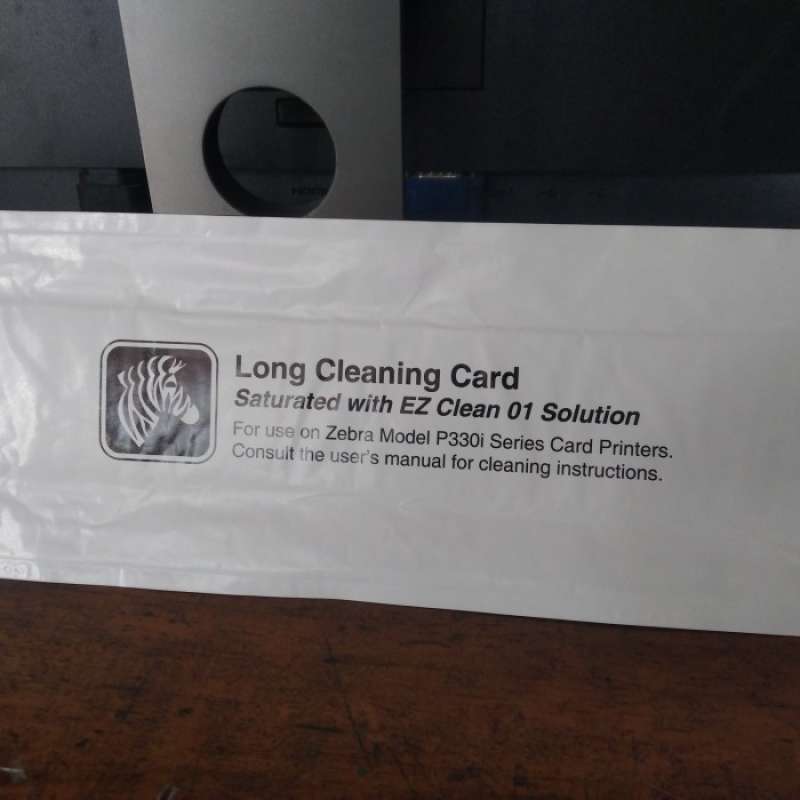 Long Cleaning Card
Saturated with EZ Clean 01 Solution
For use on Zebra Model P330i Series Card Printers.
Consult the user's manual for cleaning instructions.